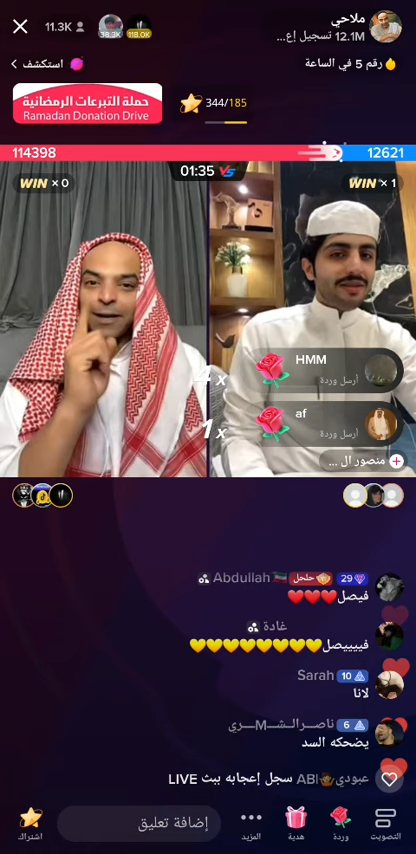 ملاحي
12.1M تسجيل إع...
11.3K
38.3K
118.0K
رقم 5 في الساعة
استكشف
حملة التبرعات الرمضانية
Ramadan Donation Drive
344/185
114398
12621
01:35
WIN × 0
WIN × 1
HMM
أرسل وردة
4x
af
أرسل وردة
1x
منصور ال ...
29 حلحل Abdullah
فيصل❤️❤️❤️
غادة
فيييييصل💛💛💛💛💛💛💛💛
10 Sarah
لانا
6 ناصـــرالــشـــMــــري
يضحكه السد
عبودي ABI سجل إعجابه ببث LIVE
إضافة تعليق
التصويت
وردة
هدية
المزيد
اشتراك